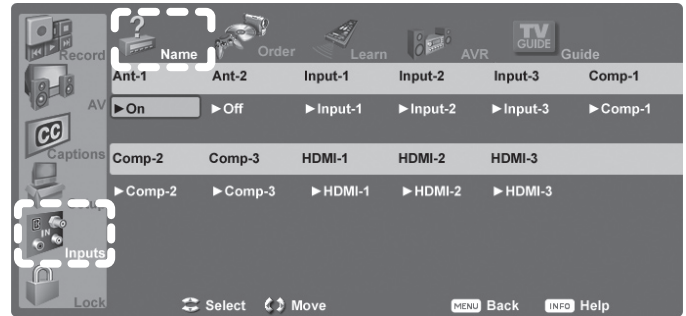 Record
Name
Order
Learn
AVR
TV GUIDE
Guide
Ant-1 Ant-2 Input-1 Input-2 Input-3 Comp-1
AV
►On ►Off ►Input-1 ►Input-2 ►Input-3 ►Comp-1
CC
Captions
Comp-2 Comp-3 HDMI-1 HDMI-2 HDMI-3
►Comp-2 ►Comp-3 ►HDMI-1 ►HDMI-2 ►HDMI-3
IN
Inputs
Lock
Select Move MENU Back INFO Help